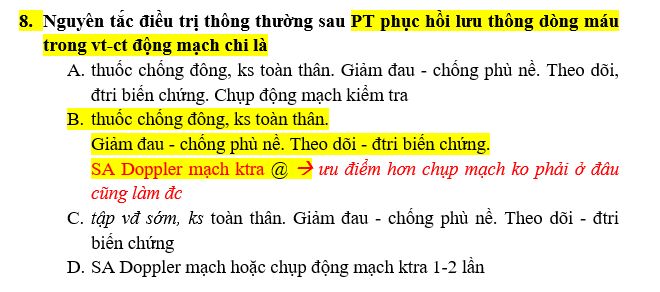 8. Nguyên tắc điều trị thông thường sau PT phục hồi lưu thông dòng máu
trong vt-ct động mạch chi là
A. thuốc chống đông, ks toàn thân. Giảm đau - chống phù nề. Theo dõi,
đtri biến chứng. Chụp động mạch kiểm tra
B. thuốc chống đông, ks toàn thân.
Giảm đau - chống phù nề. Theo dõi - đtri biến chứng.
SA Doppler mạch ktra @ → ưu điểm hơn chụp mạch ko phải ở đâu
cũng làm đc
C. tập vđ sớm, ks toàn thân. Giảm đau - chống phù nề. Theo dõi - đtri
biến chứng
D. SA Doppler mạch hoặc chụp động mạch ktra 1-2 lần